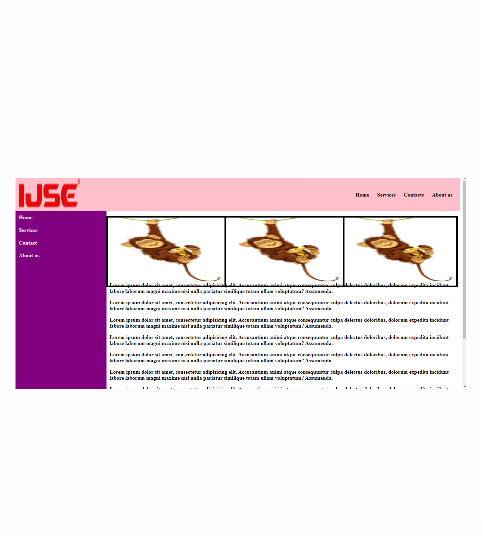 IJSE
Home Services Contacts About us
Home
Services
Contact
About us
Lorem ipsum dolor sit amet, consectetur adipisicing elit. Accusantium animi atque consequuntur culpa delectus doloribus, dolorum expedita incidunt
labore laborum magni maxime nisi nulla pariatur similique totam ullam voluptatum? Assumenda.
Lorem ipsum dolor sit amet, consectetur adipisicing elit. Accusantium animi atque consequuntur culpa delectus doloribus, dolorum expedita incidunt
labore laborum magni maxime nisi nulla pariatur similique totam ullam voluptatum? Assumenda.
Lorem ipsum dolor sit amet, consectetur adipisicing elit. Accusantium animi atque consequuntur culpa delectus doloribus, dolorum expedita incidunt
labore laborum magni maxime nisi nulla pariatur similique totam ullam voluptatum? Assumenda.
Lorem ipsum dolor sit amet, consectetur adipisicing elit. Accusantium animi atque consequuntur culpa delectus doloribus, dolorum expedita incidunt
labore laborum magni maxime nisi nulla pariatur similique totam ullam voluptatum? Assumenda.
Lorem ipsum dolor sit amet, consectetur adipisicing elit. Accusantium animi atque consequuntur culpa delectus doloribus, dolorum expedita incidunt
labore laborum magni maxime nisi nulla pariatur similique totam ullam voluptatum? Assumenda.
Lorem ipsum dolor sit amet, consectetur adipisicing elit. Accusantium animi atque consequuntur culpa delectus doloribus, dolorum expedita incidunt
labore laborum magni maxime nisi nulla pariatur similique totam ullam voluptatum? Assumenda.